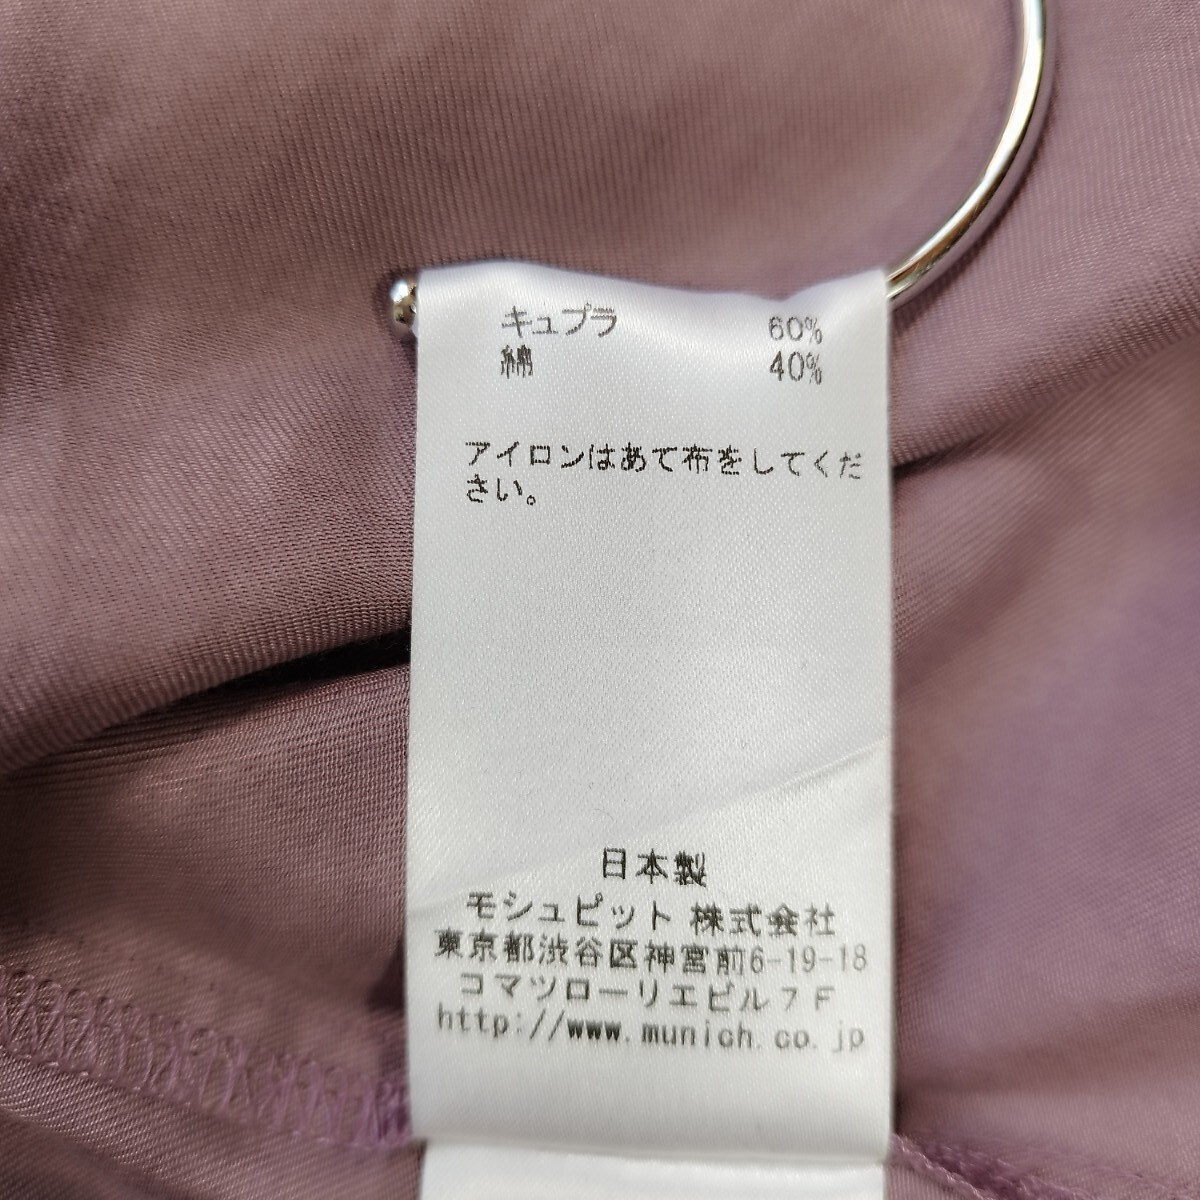 キュプラ 60%
綿 40%
アイロンはあて布をしてくだ
さい。
日本製
モシュピット 株式会社
東京都渋谷区神宮前6-19-18
コマツローリエビル7F
http://www.munich.co.jp